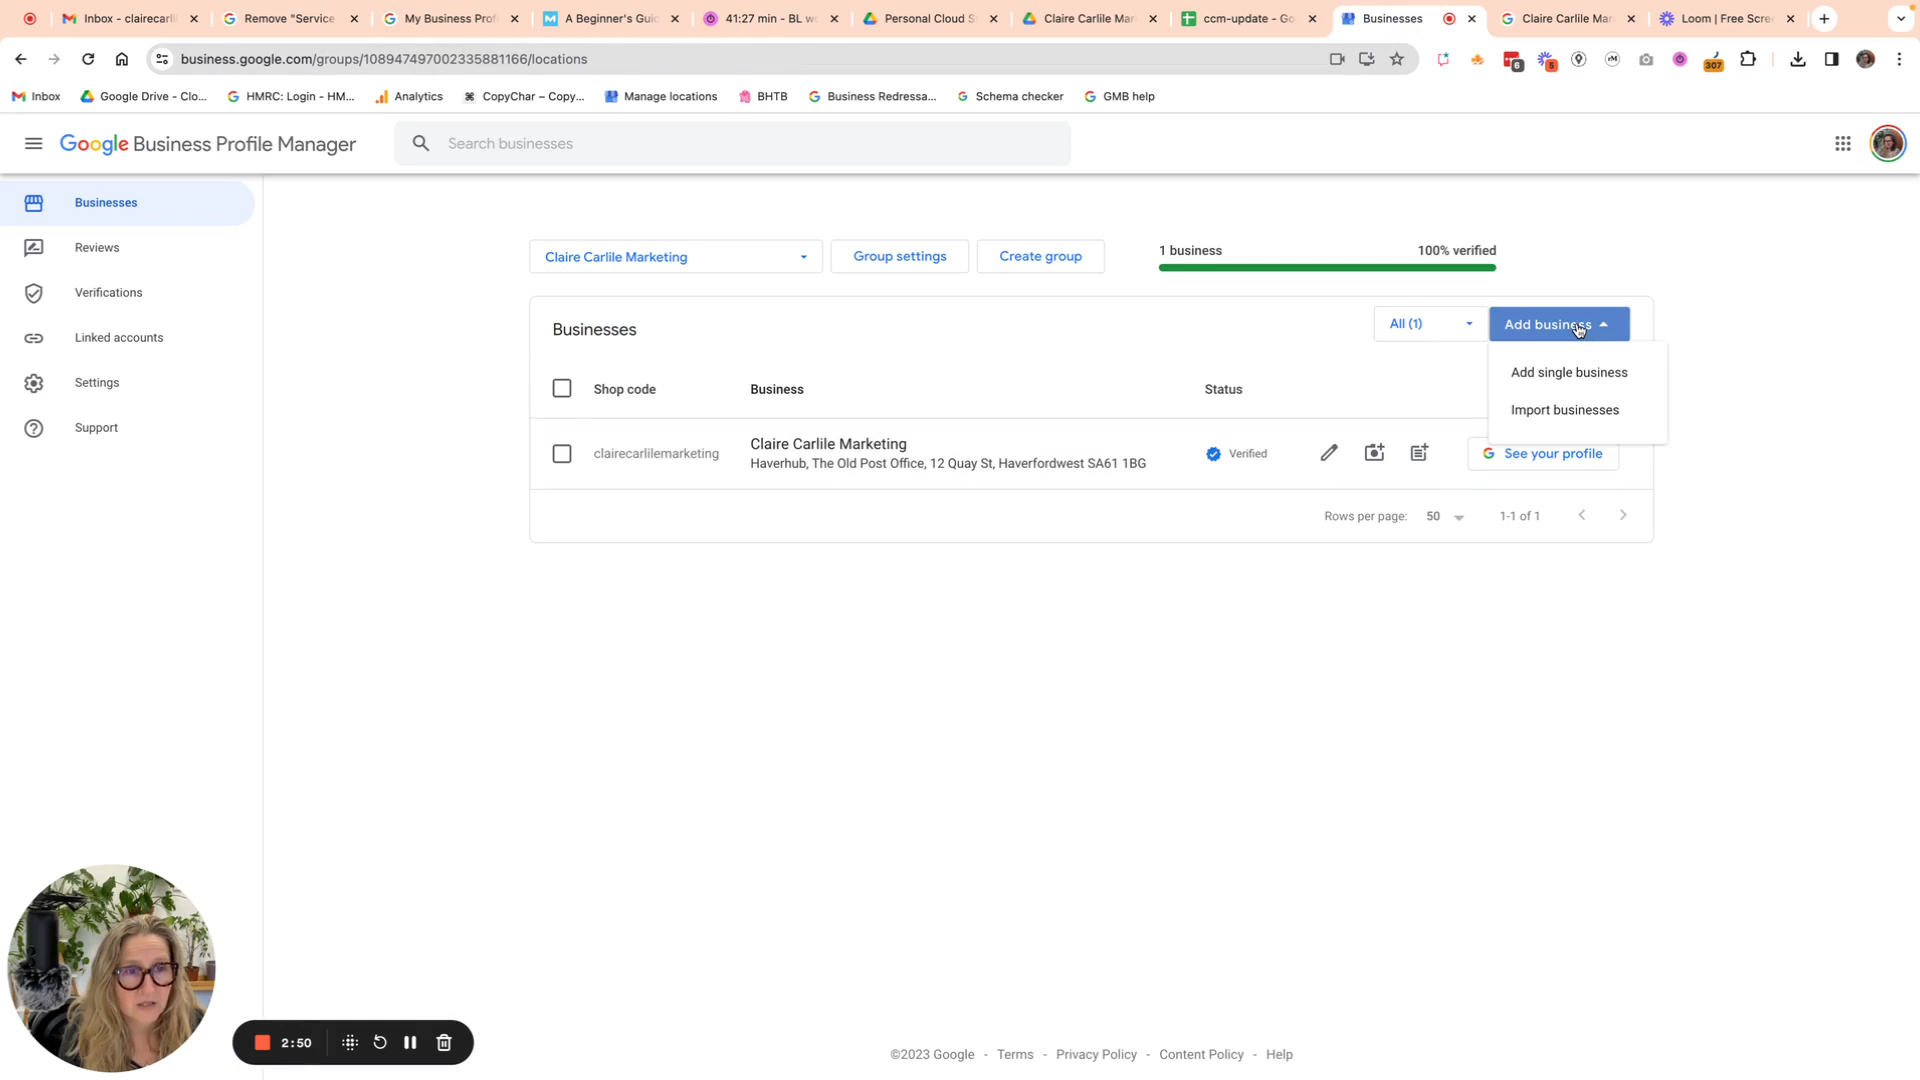 Inbox - clairecarli
Remove "Service
My Business Prof
A Beginner's Guid
41:27 min - BL w
Personal Cloud S
Claire Carlile Mar
ccm-update - Go
Businesses
Claire Carlile Mar
Loom | Free Scree
business.google.com/groups/108947497002335881166/locations
6
5
307
Inbox
Google Drive - Clo...
HMRC: Login - HM...
Analytics
CopyChar – Copy...
Manage locations
BHTB
Business Redressa...
Schema checker
GMB help
Google Business Profile Manager
Search businesses
Businesses
Reviews
Verifications
Linked accounts
Settings
Support
Claire Carlile Marketing
Group settings
Create group
1 business
100% verified
Businesses
All (1)
Add business
Add single business
Import businesses
Shop code
Business
Status
clairecarlilemarketing
Claire Carlile Marketing
Haverhub, The Old Post Office, 12 Quay St, Haverfordwest SA61 1BG
Verified
See your profile
Rows per page:
50
1-1 of 1
2:50
©2023 Google - Terms - Privacy Policy - Content Policy - Help